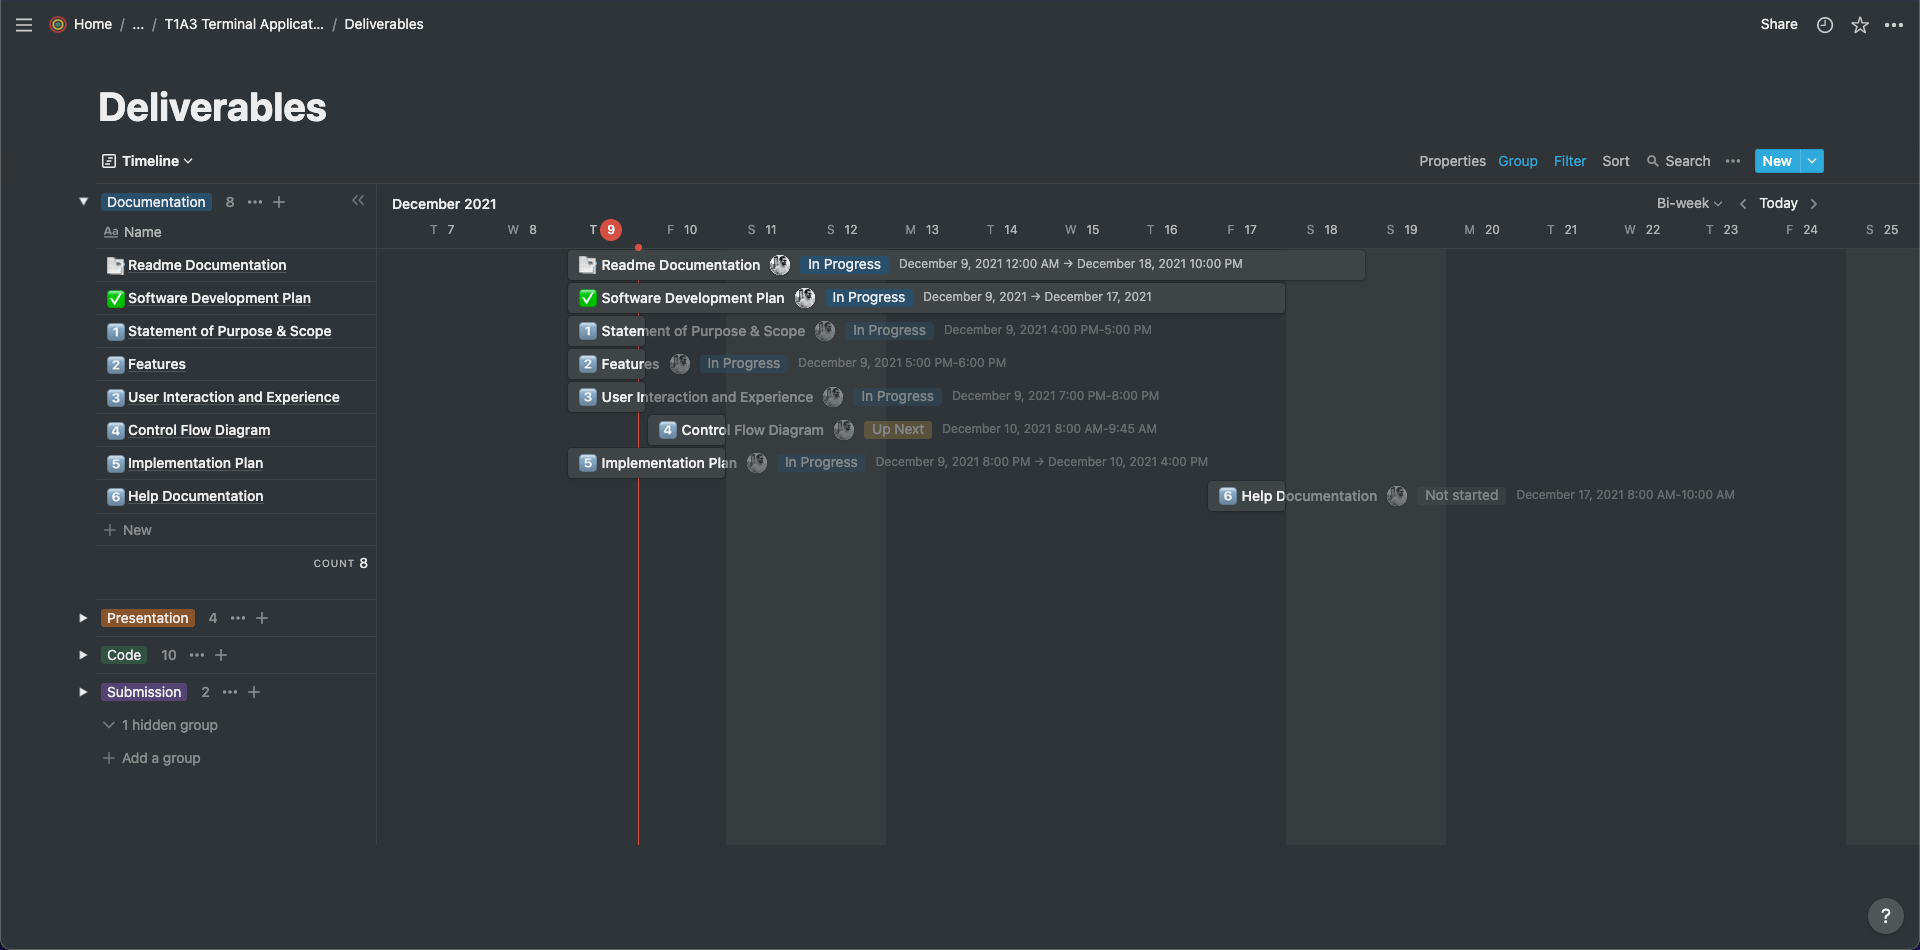 Home / ... / T1A3 Terminal Applicat... / Deliverables
Share
Deliverables
Timeline
Properties Group Filter Sort Search New
Documentation 8
December 2021
Bi-week Today
Aa Name
T 7 W 8 T 9 F 10 S 11 S 12 M 13 T 14 W 15 T 16 F 17 S 18 S 19 M 20 T 21 W 22 T 23 F 24 S 25
Readme Documentation
Readme Documentation In Progress December 9, 2021 12:00 AM → December 18, 2021 10:00 PM
Software Development Plan
Software Development Plan In Progress December 9, 2021 → December 17, 2021
1 Statement of Purpose & Scope
1 Statement of Purpose & Scope In Progress December 9, 2021 4:00 PM-5:00 PM
2 Features
2 Features In Progress December 9, 2021 5:00 PM-6:00 PM
3 User Interaction and Experience
3 User Interaction and Experience In Progress December 9, 2021 7:00 PM-8:00 PM
4 Control Flow Diagram
4 Control Flow Diagram Up Next December 10, 2021 8:00 AM-9:45 AM
5 Implementation Plan
5 Implementation Plan In Progress December 9, 2021 8:00 PM → December 10, 2021 4:00 PM
6 Help Documentation
6 Help Documentation Not started December 17, 2021 8:00 AM-10:00 AM
+ New
COUNT 8
Presentation 4
Code 10
Submission 2
1 hidden group
+ Add a group
?